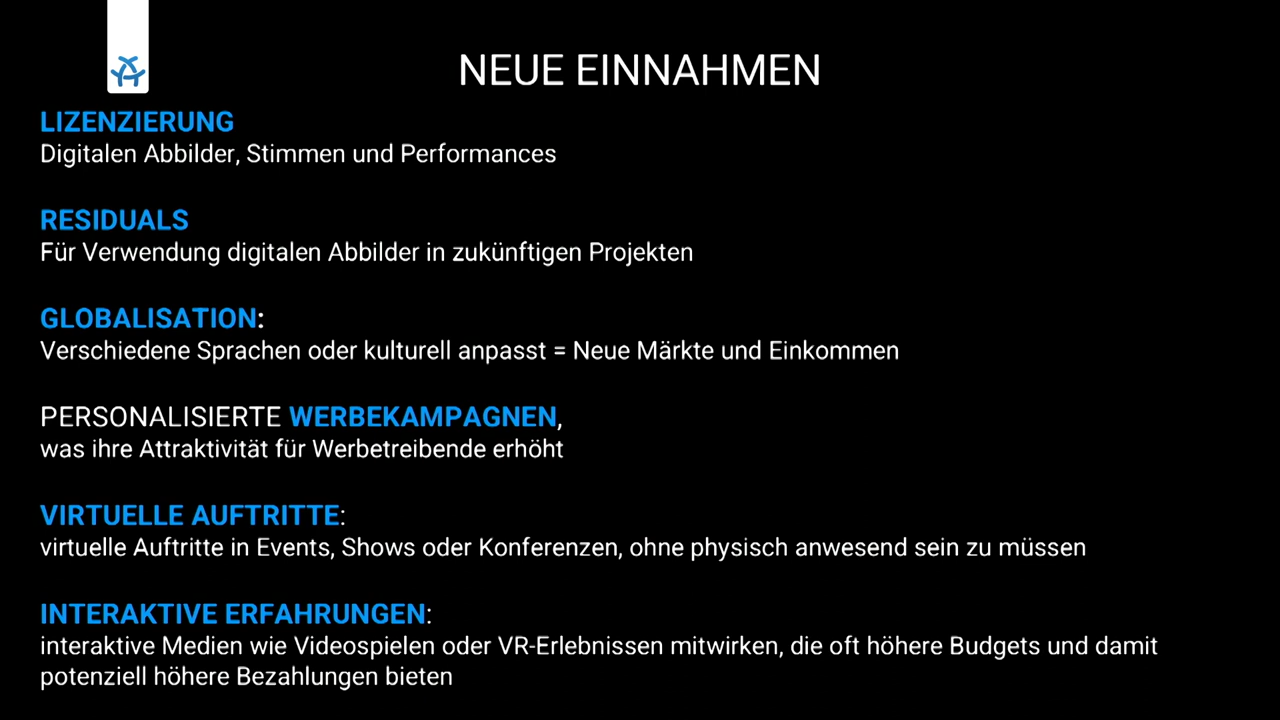 NEUE EINNAHMEN
LIZENZIERUNG
Digitalen Abbilder, Stimmen und Performances
RESIDUALS
Für Verwendung digitalen Abbilder in zukünftigen Projekten
GLOBALISATION:
Verschiedene Sprachen oder kulturell anpasst = Neue Märkte und Einkommen
PERSONALISIERTE WERBEKAMPAGNEN,
was ihre Attraktivität für Werbetreibende erhöht
VIRTUELLE AUFTRITTE:
virtuelle Auftritte in Events, Shows oder Konferenzen, ohne physisch anwesend sein zu müssen
INTERAKTIVE ERFAHRUNGEN:
interaktive Medien wie Videospielen oder VR-Erlebnissen mitwirken, die oft höhere Budgets und damit
potenziell höhere Bezahlungen bieten